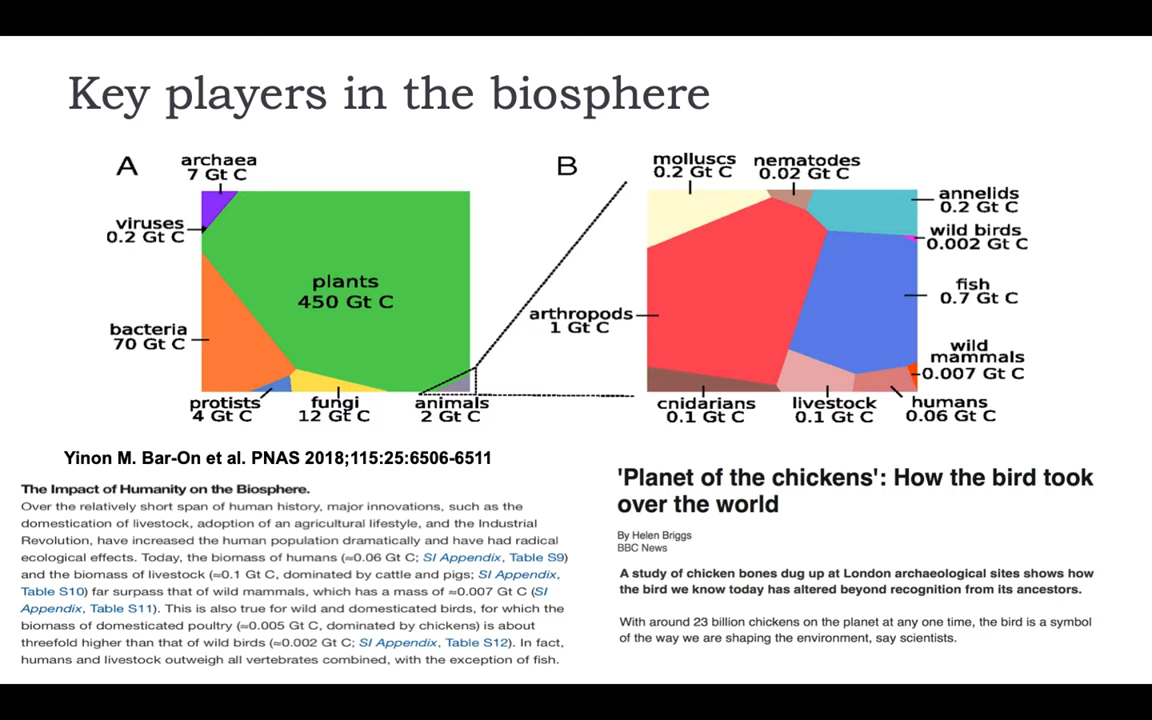 Key players in the biosphere
A
archaea
7 Gt C
viruses
0.2 Gt C
plants
450 Gt C
bacteria
70 Gt C
protists
4 Gt C
fungi
12 Gt C
animals
2 Gt C
B
molluscs
0.2 Gt C
nematodes
0.02 Gt C
annelids
0.2 Gt C
wild birds
0.002 Gt C
fish
0.7 Gt C
arthropods
1 Gt C
wild
mammals
0.007 Gt C
cnidarians
0.1 Gt C
livestock
0.1 Gt C
humans
0.06 Gt C
Yinon M. Bar-On et al. PNAS 2018;115:25:6506-6511
The Impact of Humanity on the Biosphere.
Over the relatively short span of human history, major innovations, such as the
domestication of livestock, adoption of an agricultural lifestyle, and the Industrial
Revolution, have increased the human population dramatically and have had radical
ecological effects. Today, the biomass of humans (≈0.06 Gt C; SI Appendix, Table S9)
and the biomass of livestock (≈0.1 Gt C, dominated by cattle and pigs; SI Appendix,
Table S10) far surpass that of wild mammals, which has a mass of ≈0.007 Gt C (SI
Appendix, Table S11). This is also true for wild and domesticated birds, for which the
biomass of domesticated poultry (≈0.005 Gt C, dominated by chickens) is about
threefold higher than that of wild birds (≈0.002 Gt C; SI Appendix, Table S12). In fact,
humans and livestock outweigh all vertebrates combined, with the exception of fish.
'Planet of the chickens': How the bird took
over the world
By Helen Briggs
BBC News
A study of chicken bones dug up at London archaeological sites shows how
the bird we know today has altered beyond recognition from its ancestors.
With around 23 billion chickens on the planet at any one time, the bird is a symbol
of the way we are shaping the environment, say scientists.